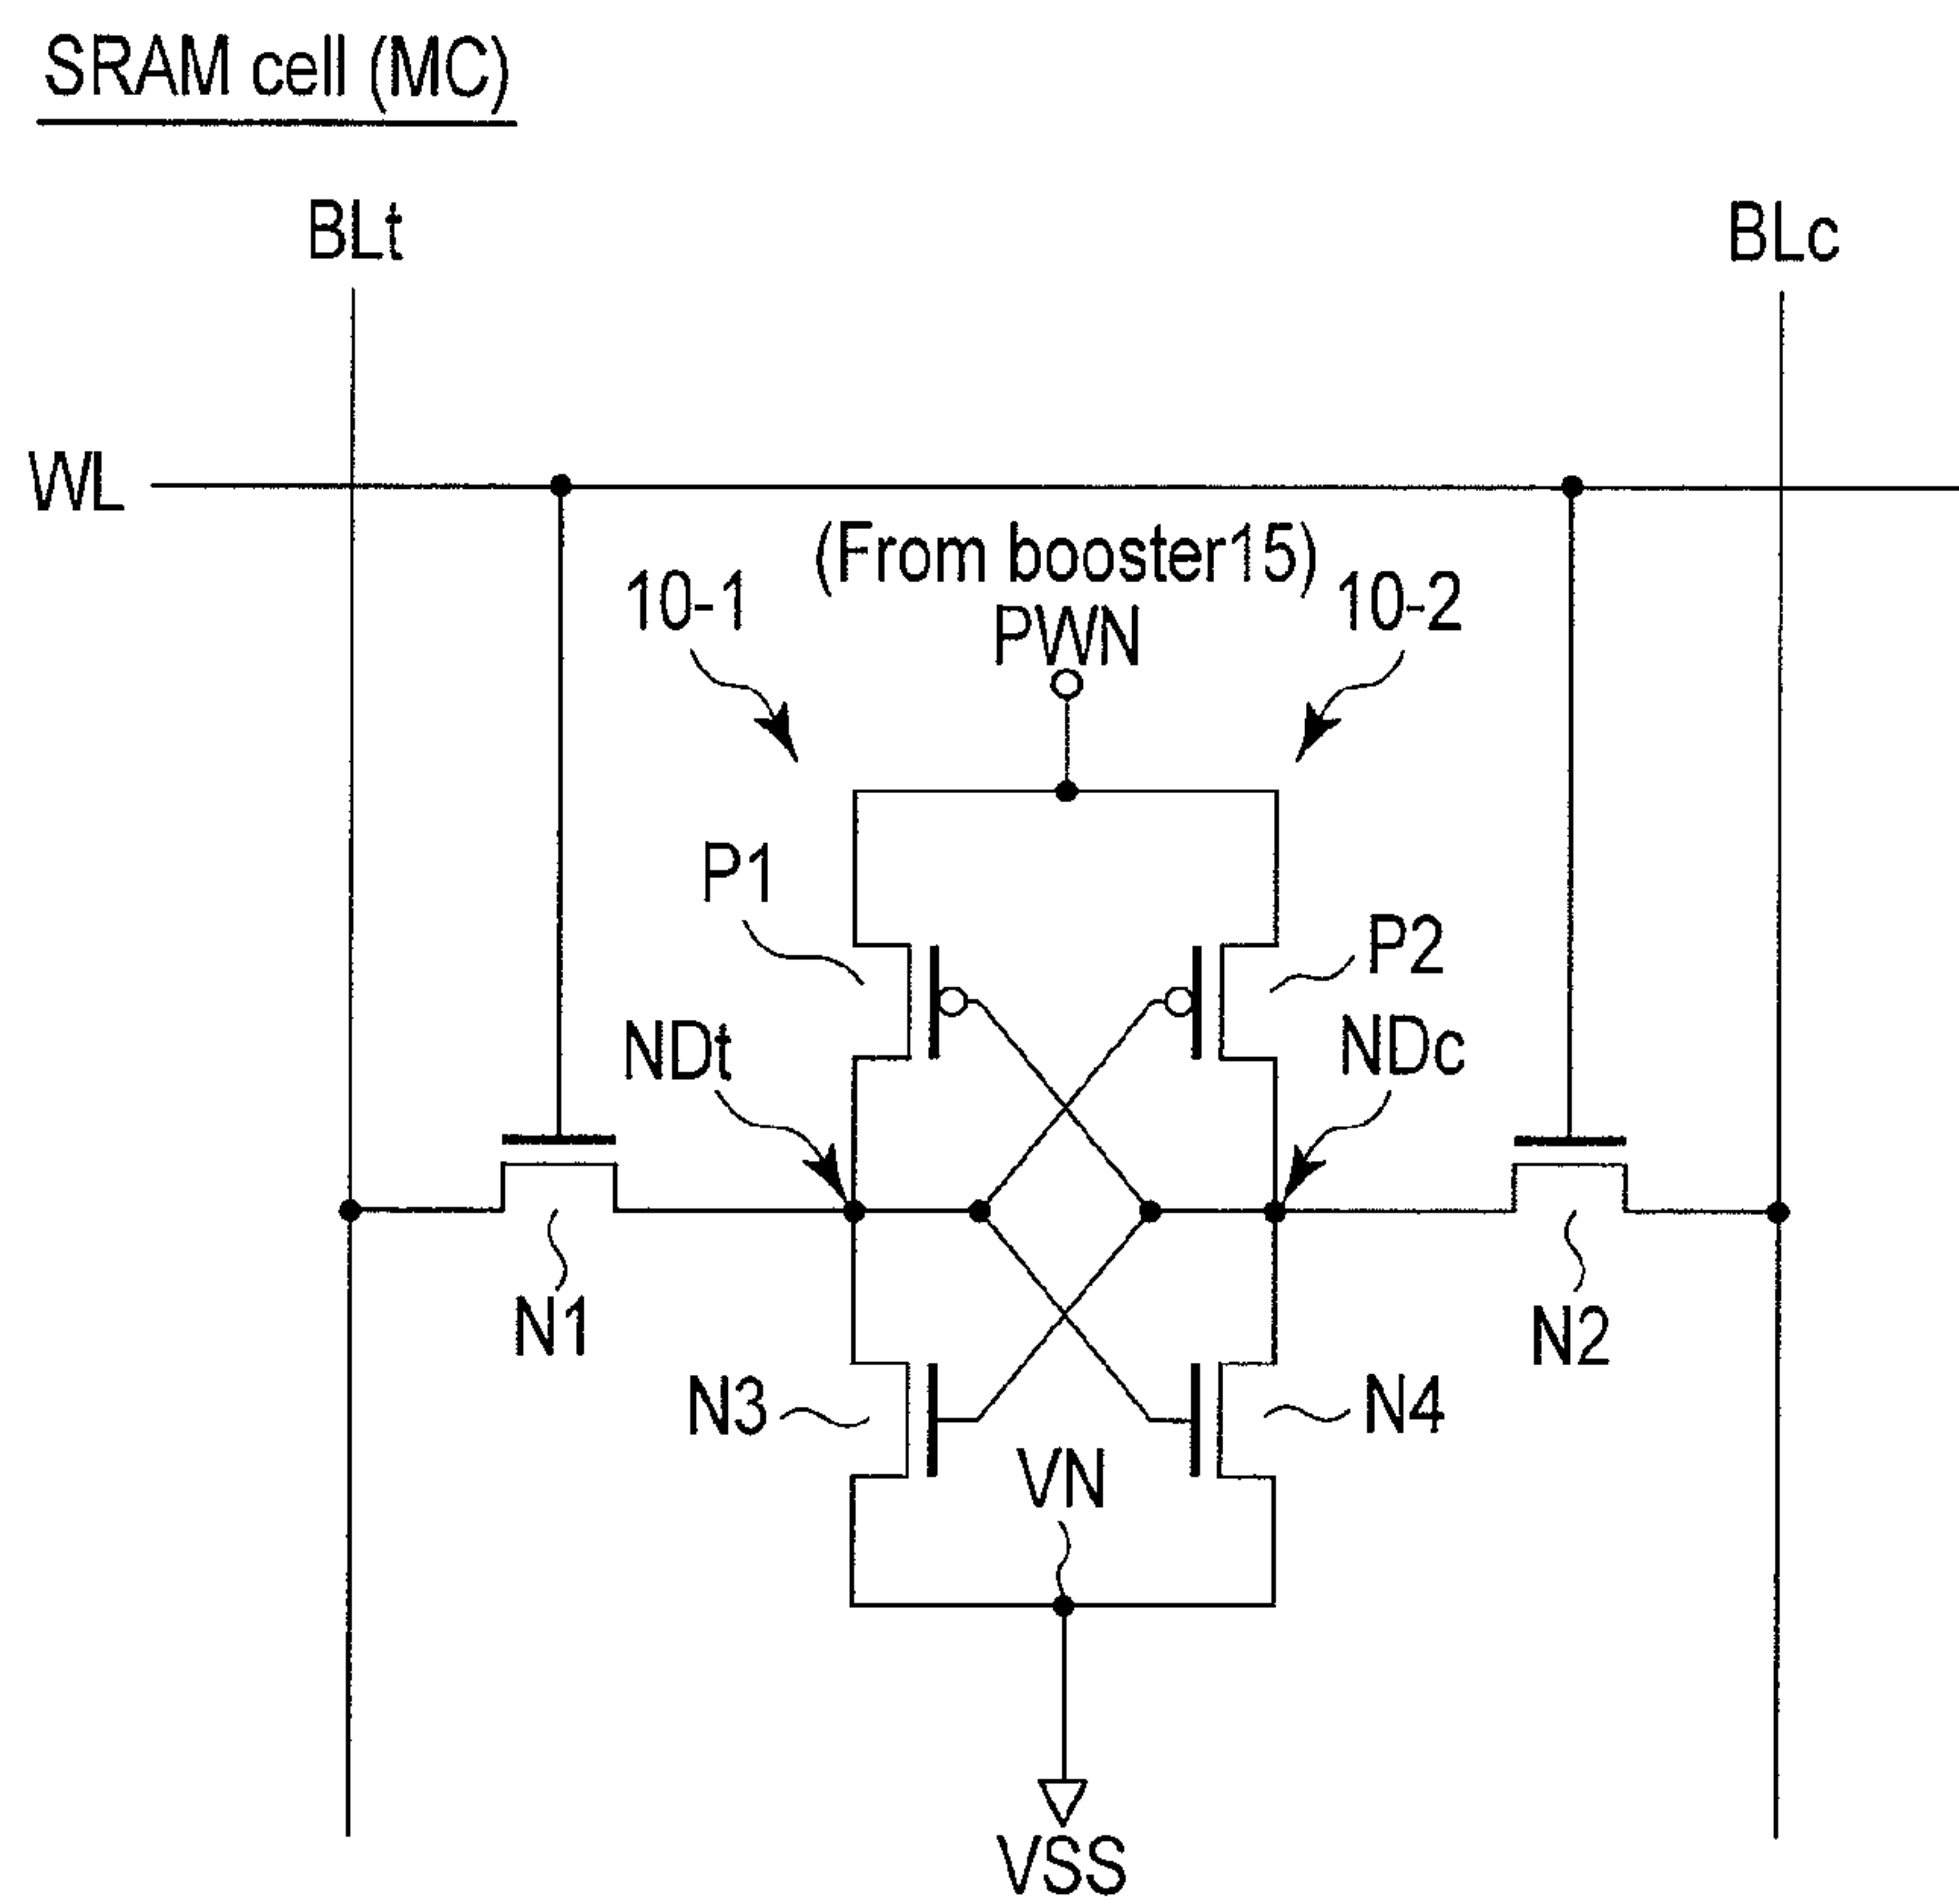 SRAM cell (MC)
BLt
BLc
WL
(From booster15)
10-1
PWN
10-2
P1
P2
NDt
NDc
N1
N2
N3
N4
VN
VSS